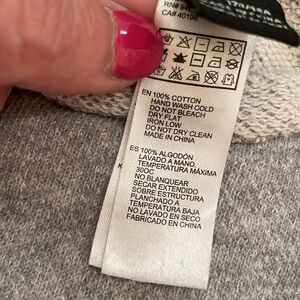 CA# 40198
EN 100% COTTON
HAND WASH COLD
DO NOT BLEACH
DRY FLAT
IRON LOW
DO NOT DRY CLEAN
MADE IN CHINA
ES 100% ALGODÓN
LAVADO A MANO.
TEMPERATURA MÁXIMA
30OC
NO BLANQUEAR
SECAR EXTENDIDO
SOBRE ESTRUCTURA
PLANCHADO A
TEMPERATURA BAJA
NO LAVADO EN SECO
FABRICADO EN CHINA